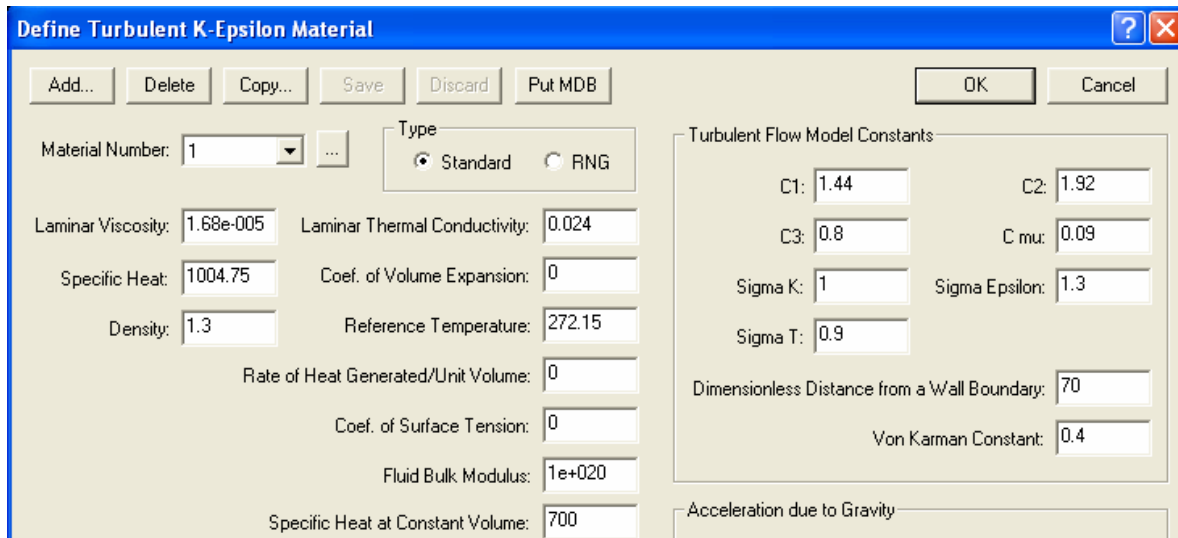 Define Turbulent K-Epsilon Material
Add... Delete Copy... Save Discard Put MDB OK Cancel
Material Number: 1 ...
Type
Standard RNG
Laminar Viscosity: 1.68e-005 Laminar Thermal Conductivity: 0.024
Specific Heat: 1004.75 Coef. of Volume Expansion: 0
Density: 1.3 Reference Temperature: 272.15
Rate of Heat Generated/Unit Volume: 0
Coef. of Surface Tension: 0
Fluid Bulk Modulus: 1e+020
Specific Heat at Constant Volume: 700
Turbulent Flow Model Constants
C1: 1.44 C2: 1.92
C3: 0.8 C mu: 0.09
Sigma K: 1 Sigma Epsilon: 1.3
Sigma T: 0.9
Dimensionless Distance from a Wall Boundary: 70
Von Karman Constant: 0.4
Acceleration due to Gravity